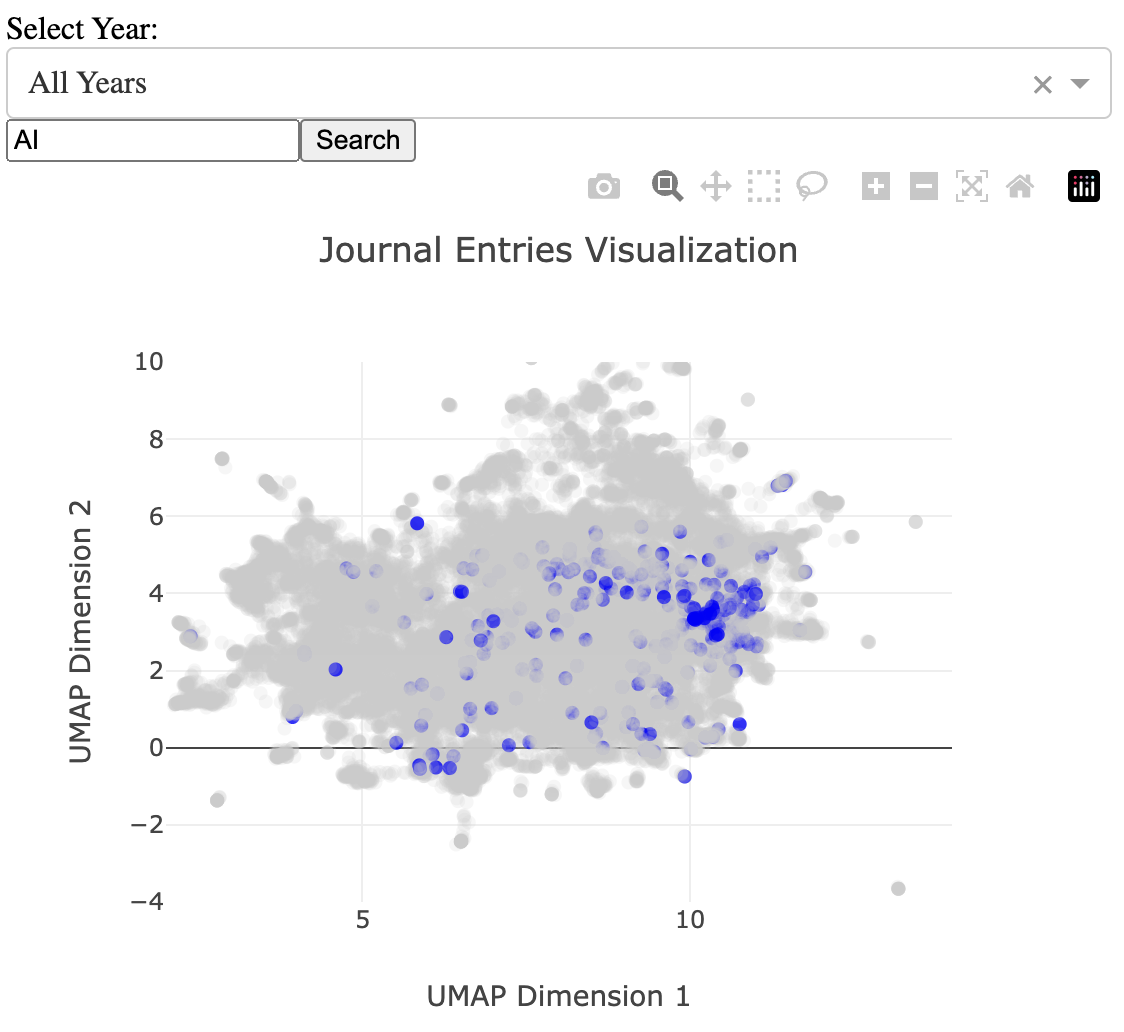 Select Year:
All Years
AI
Search
Journal Entries Visualization
10
8
6
4
2
0
−2
−4
5
10
UMAP Dimension 2
UMAP Dimension 1